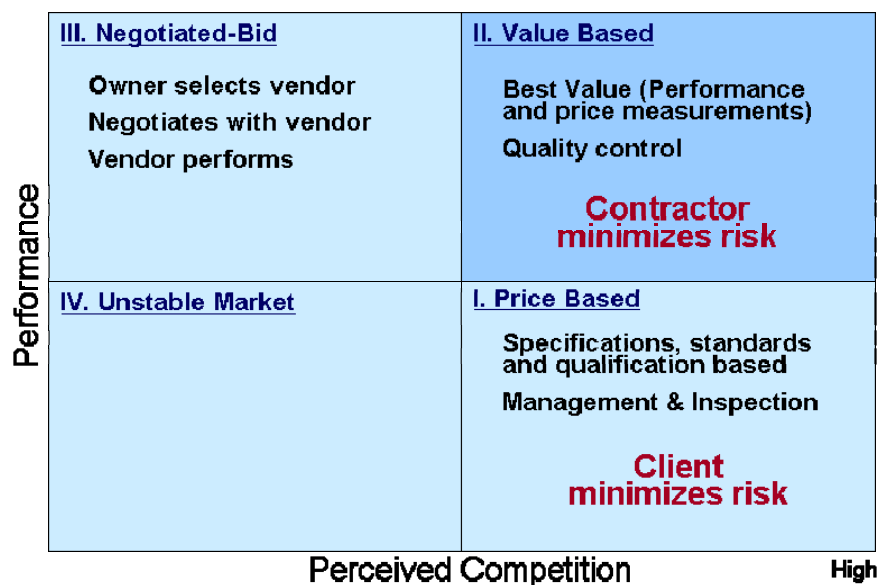 III. Negotiated-Bid
Owner selects vendor
Negotiates with vendor
Vendor performs
II. Value Based
Best Value (Performance
and price measurements)
Quality control
Contractor
minimizes risk
Performance
IV. Unstable Market
I. Price Based
Specifications, standards
and qualification based
Management & Inspection
Client
minimizes risk
Perceived Competition
High